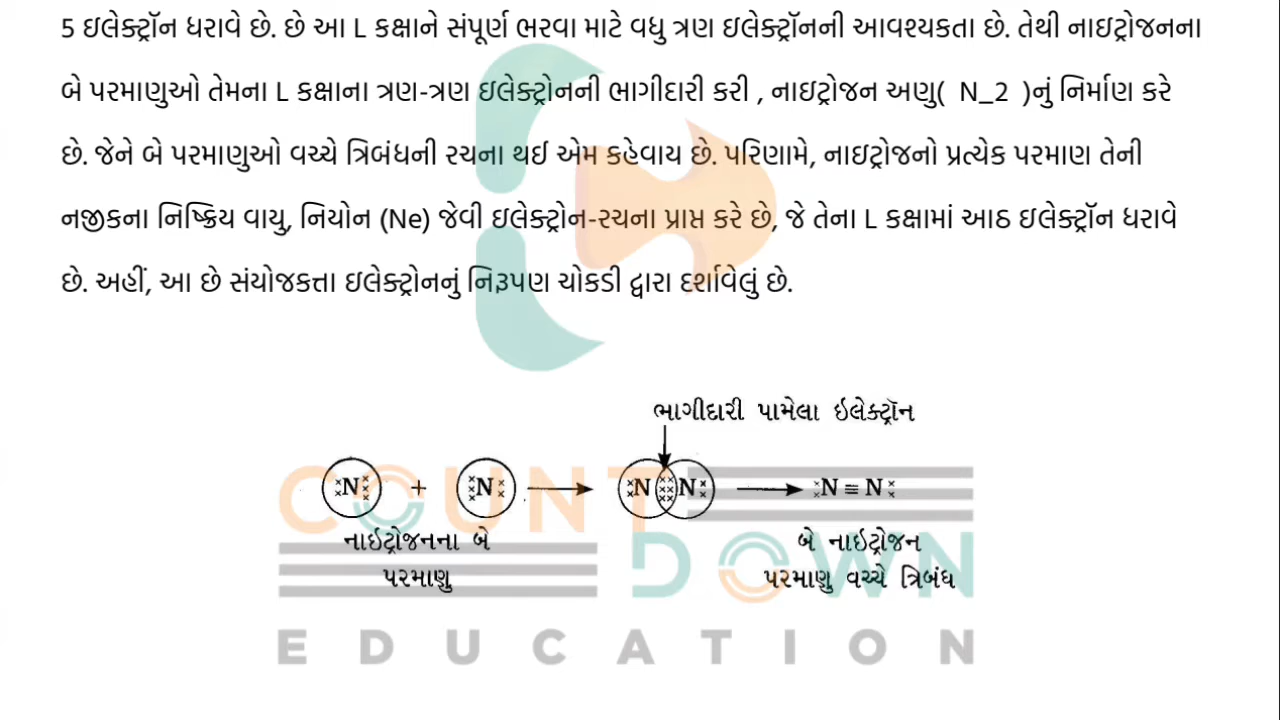 5 ઇલેક્ટ્રૉન ધરાવે છે. છે આ L કક્ષાને સંપૂર્ણ ભરવા માટે વધુ ત્રણ ઇલેક્ટ્રૉનની આવશ્યકતા છે. તેથી નાઇટ્રોજનના
બે પરમાણુઓ તેમના L કક્ષાના ત્રણ-ત્રણ ઇલેક્ટ્રોનની ભાગીદારી કરી , નાઇટ્રોજન અણુ( N_2 )નું નિર્માણ કરે
છે. જેને બે પરમાણુઓ વચ્ચે ત્રિબંધની રચના થઈ એમ કહેવાય છે. પરિણામે, નાઇટ્રોજનો પ્રત્યેક પરમાણ તેની
નજીકના નિષ્ક્રિય વાયુ, નિયોન (Ne) જેવી ઇલેક્ટ્રોન-રચના પ્રાપ્ત કરે છે, જે તેના L કક્ષામાં આઠ ઇલેક્ટ્રૉન ધરાવે
છે. અહીં, આ છે સંયોજકત્તા ઇલેક્ટ્રોનનું નિરૂપણ ચોકડી દ્વારા દર્શાવેલું છે.
ભાગીદારી પામેલા ઇલેક્ટ્રૉન
N + N N N N ≡ N
નાઇટ્રોજનના બે
પરમાણુ
બે નાઇટ્રોજન
પરમાણુ વચ્ચે ત્રિબંધ
COUNT
DOWN
EDUCATION